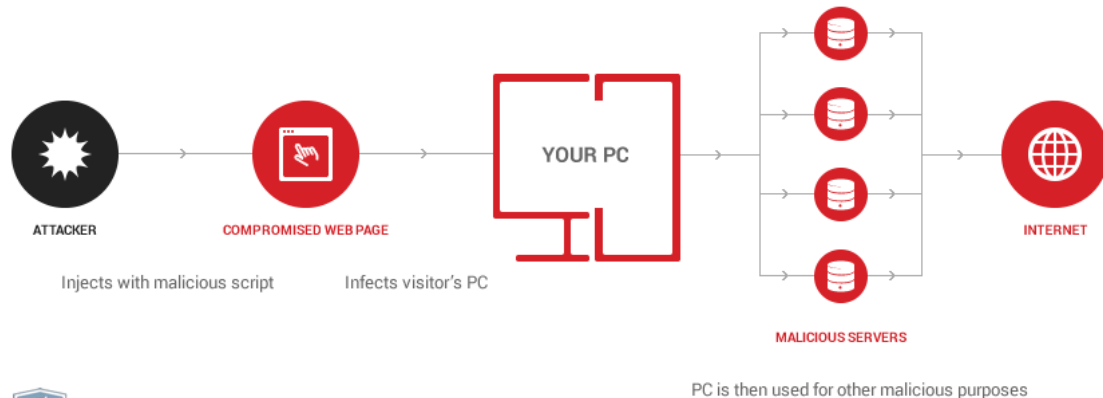 YOUR PC
ATTACKER
COMPROMISED WEB PAGE
INTERNET
Injects with malicious script
Infects visitor's PC
MALICIOUS SERVERS
PC is then used for other malicious purposes